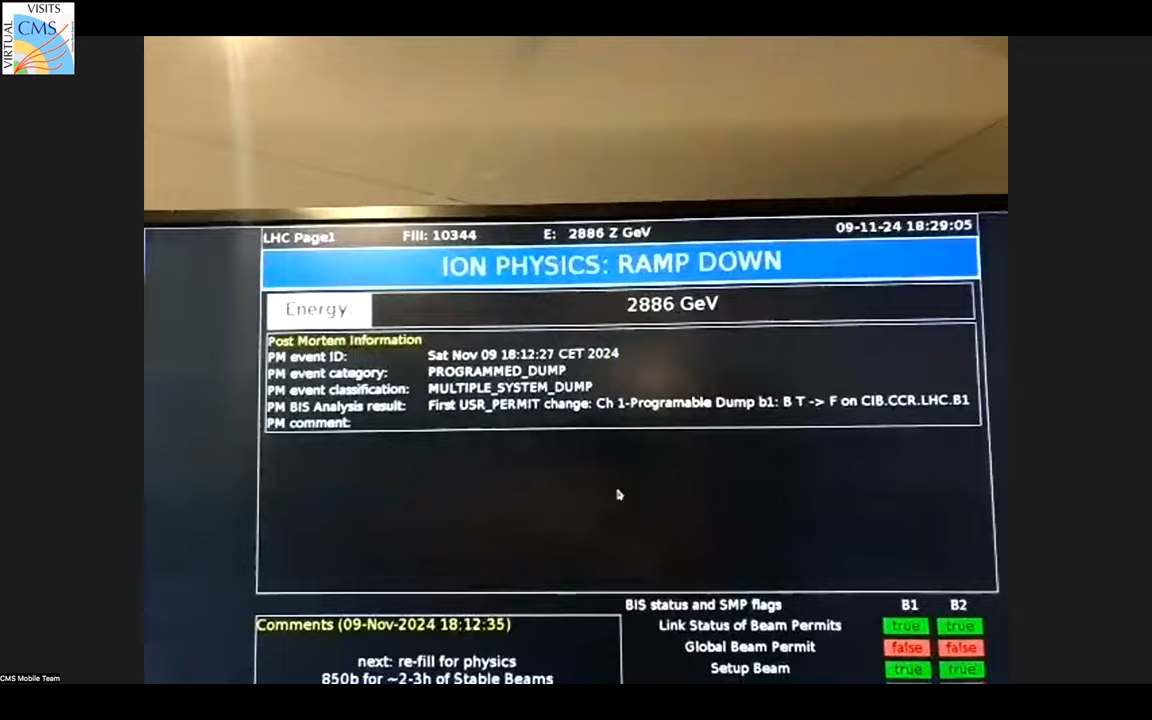 VISITS
VIRTUAL
CMS
LHC Page1 Fill: 10344 E: 2886 Z GeV 09-11-24 18:29:05
ION PHYSICS: RAMP DOWN
Energy: 2886 GeV
Post Mortem Information
PM event ID: Sat Nov 09 18:12:27 CET 2024
PM event category: PROGRAMMED_DUMP
PM event classification: MULTIPLE_SYSTEM_DUMP
PM BIS Analysis result: First USR_PERMIT change: Ch 1-Programable Dump b1: B T -> F on CIB.CCR.LHC.B1
PM comment:
BIS status and SMP flags B1 B2
Comments (09-Nov-2024 18:12:35)
Link Status of Beam Permits true true
Global Beam Permit false false
next: re-fill for physics
Setup Beam true true
850b for ~2-3h of Stable Beams
CMS Mobile Team